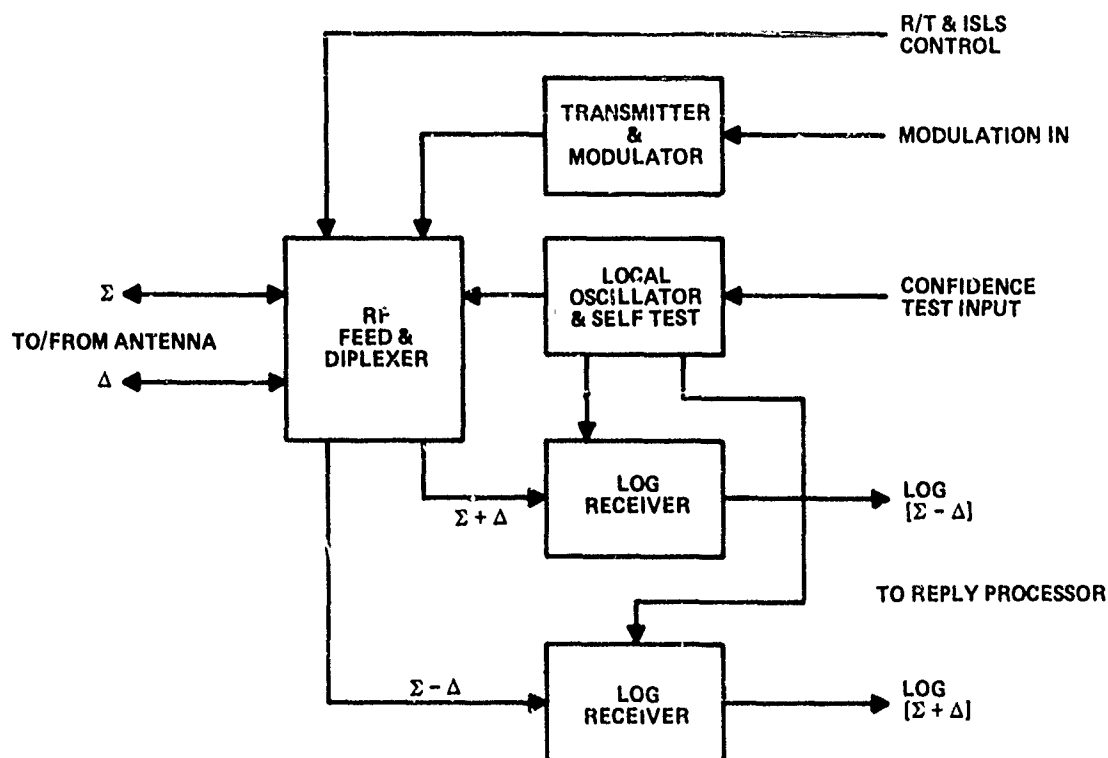 R/T & ISLS
CONTROL
TRANSMITTER
&
MODULATOR
MODULATION IN
Σ
TO/FROM ANTENNA
Δ
RF
FEED &
DIPLEXER
LOCAL
OSCILLATOR
& SELF TEST
CONFIDENCE
TEST INPUT
Σ + Δ
LOG
RECEIVER
LOG
[Σ - Δ]
TO REPLY PROCESSOR
Σ - Δ
LOG
RECEIVER
LOG
[Σ + Δ]